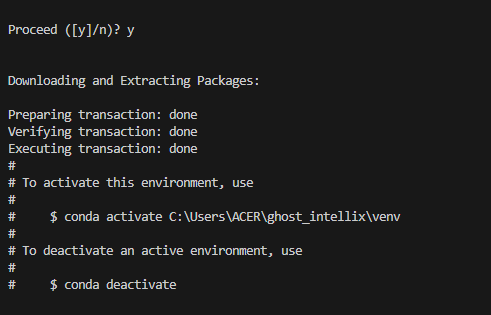 Proceed ([y]/n)? y
Downloading and Extracting Packages:
Preparing transaction: done
Verifying transaction: done
Executing transaction: done
#
# To activate this environment, use
#
#     $ conda activate C:\Users\ACER\ghost_intellix\venv
#
# To deactivate an active environment, use
#
#     $ conda deactivate